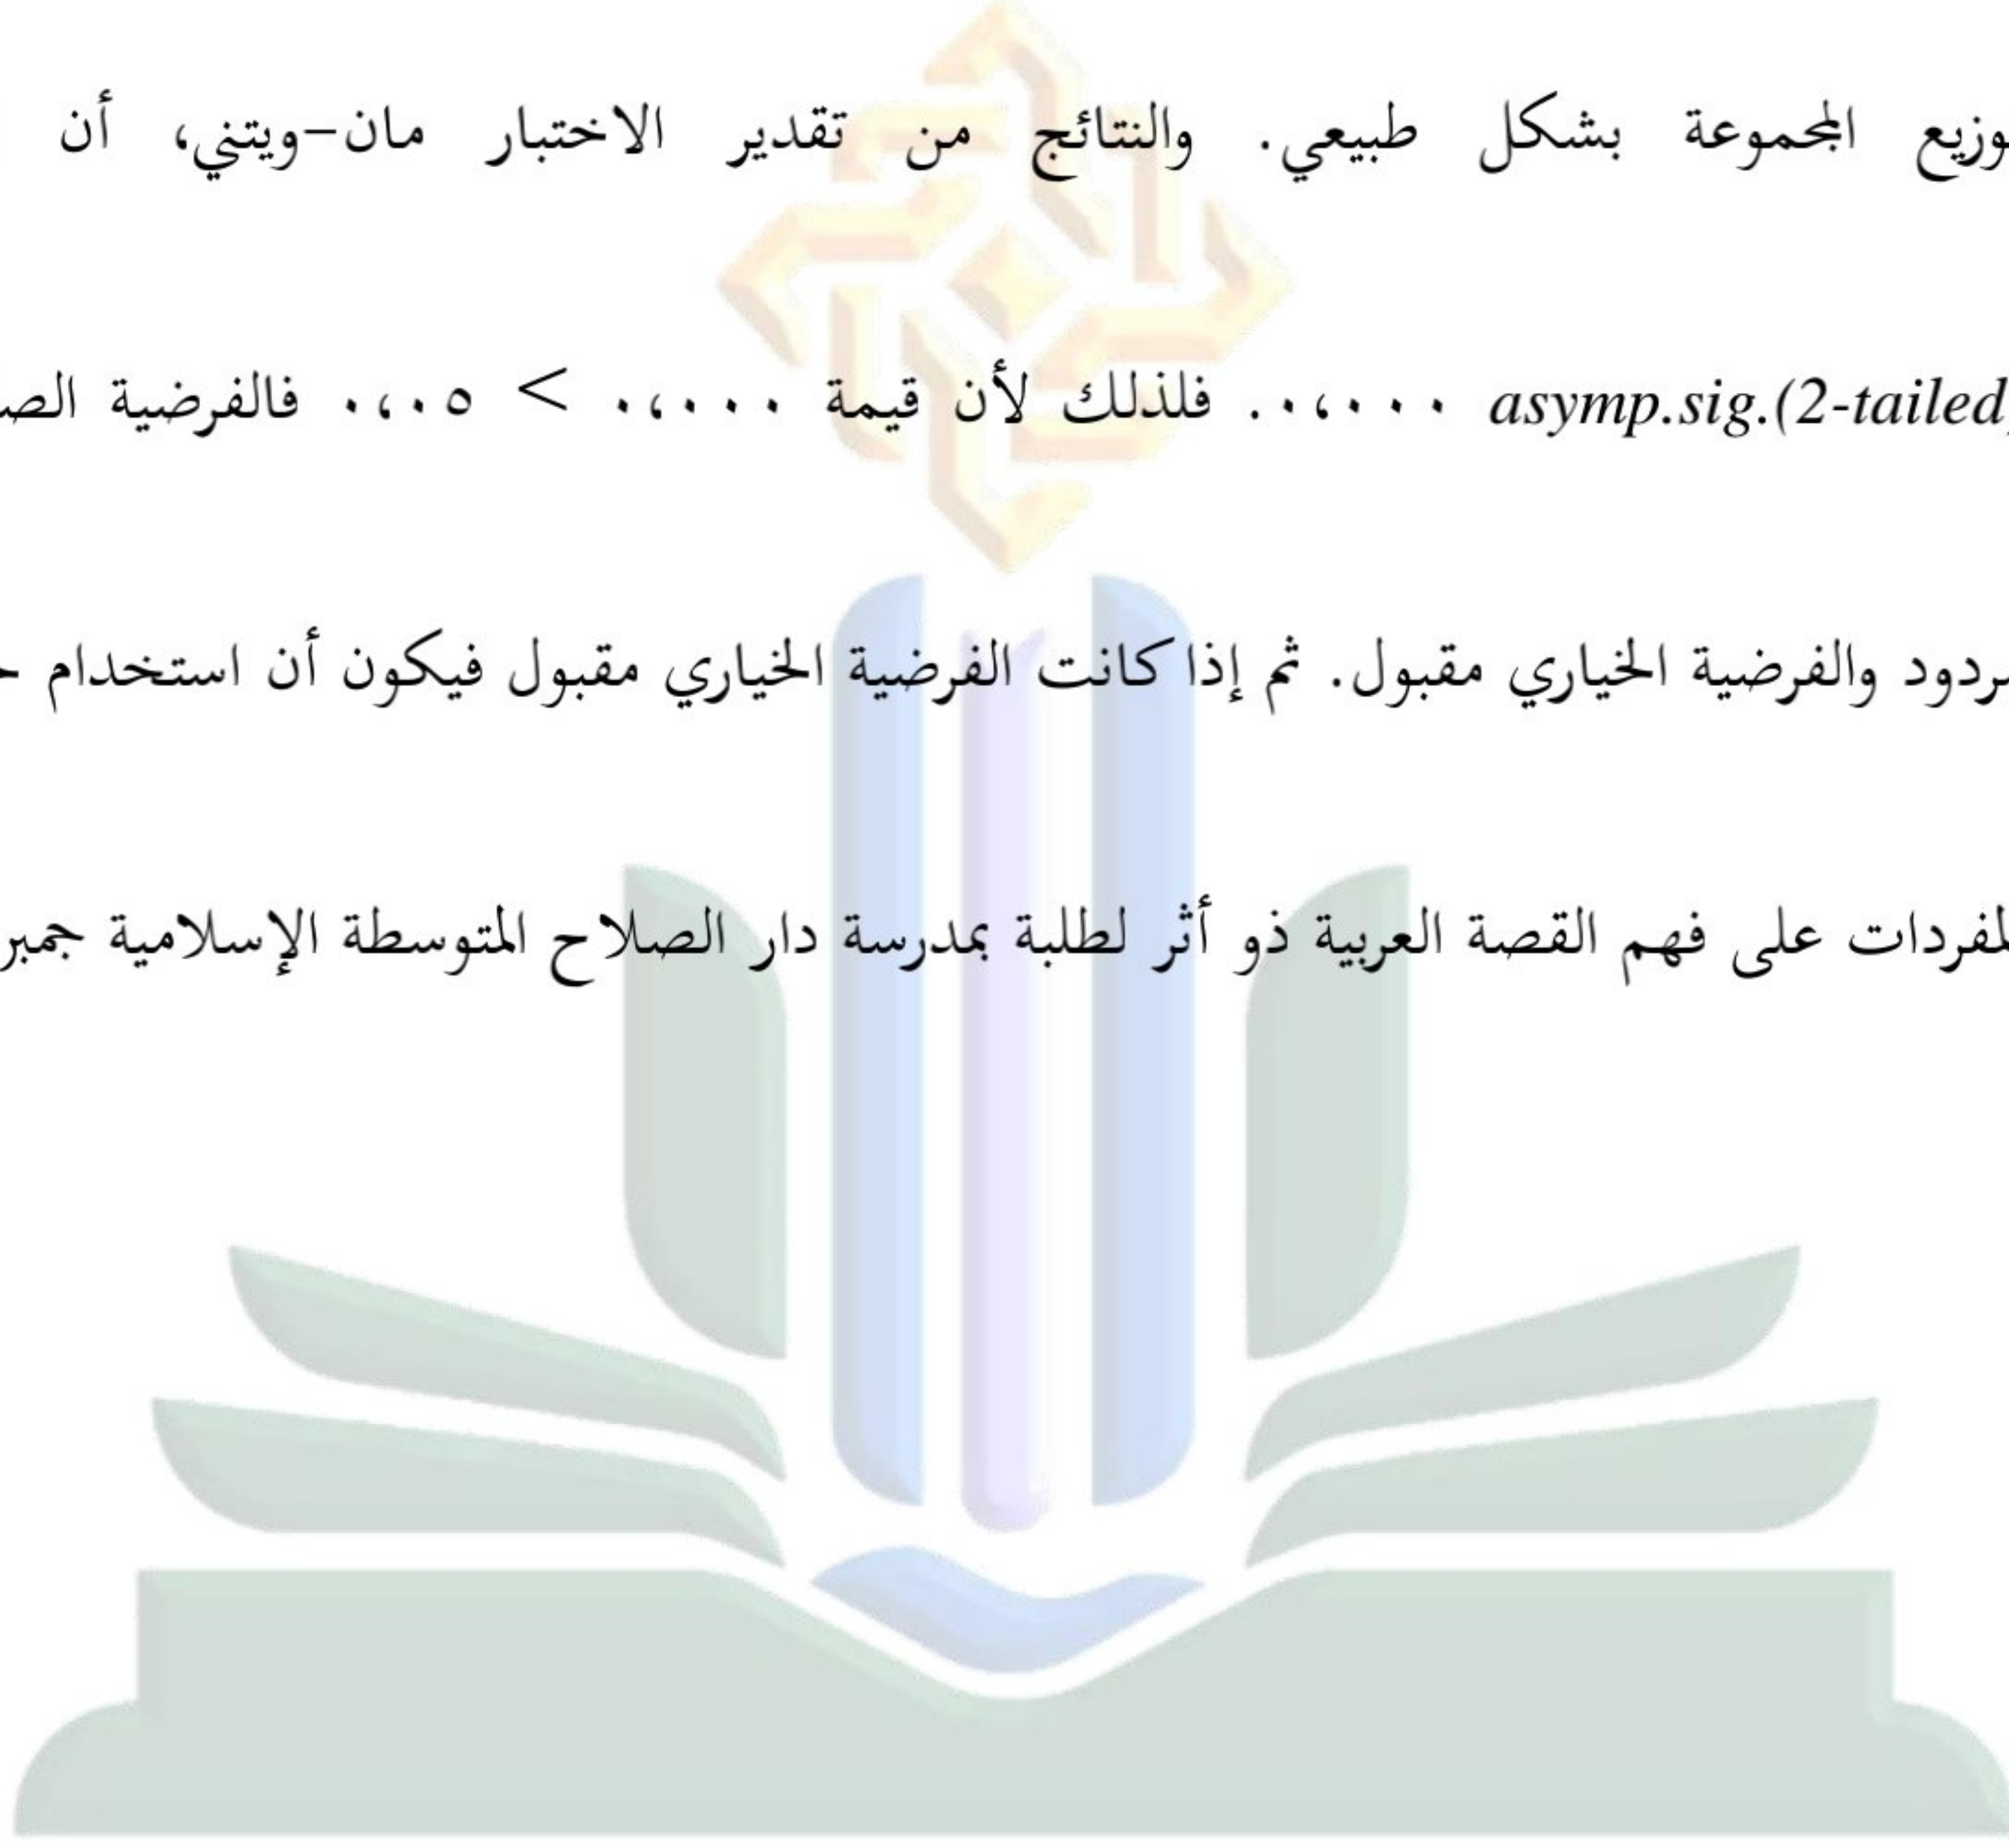 وزيع المجموعة بشكل طبيعي. والنتائج من تقدير الاختبار مان–ويتني، أن
asymp.sig.(2-tailed) ٠،٠٠٠. فلذلك لأن قيمة ٠،٠٠٠ < ٠،٠٥ فالفرضية الص
ردود والفرضية الخياري مقبول. ثم إذا كانت الفرضية الخياري مقبول فيكون أن استخدام
لمفردات على فهم القصة العربية ذو أثر لطلبة بمدرسة دار الصلاح المتوسطة الإسلامية جمبر